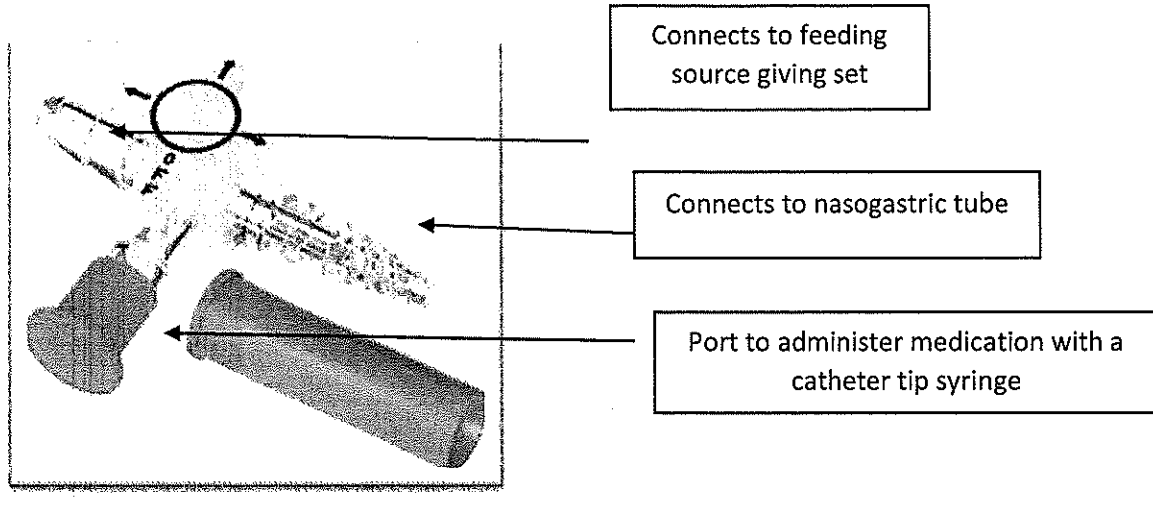 Connects to feeding
source giving set
Connects to nasogastric tube
Port to administer medication with a
catheter tip syringe